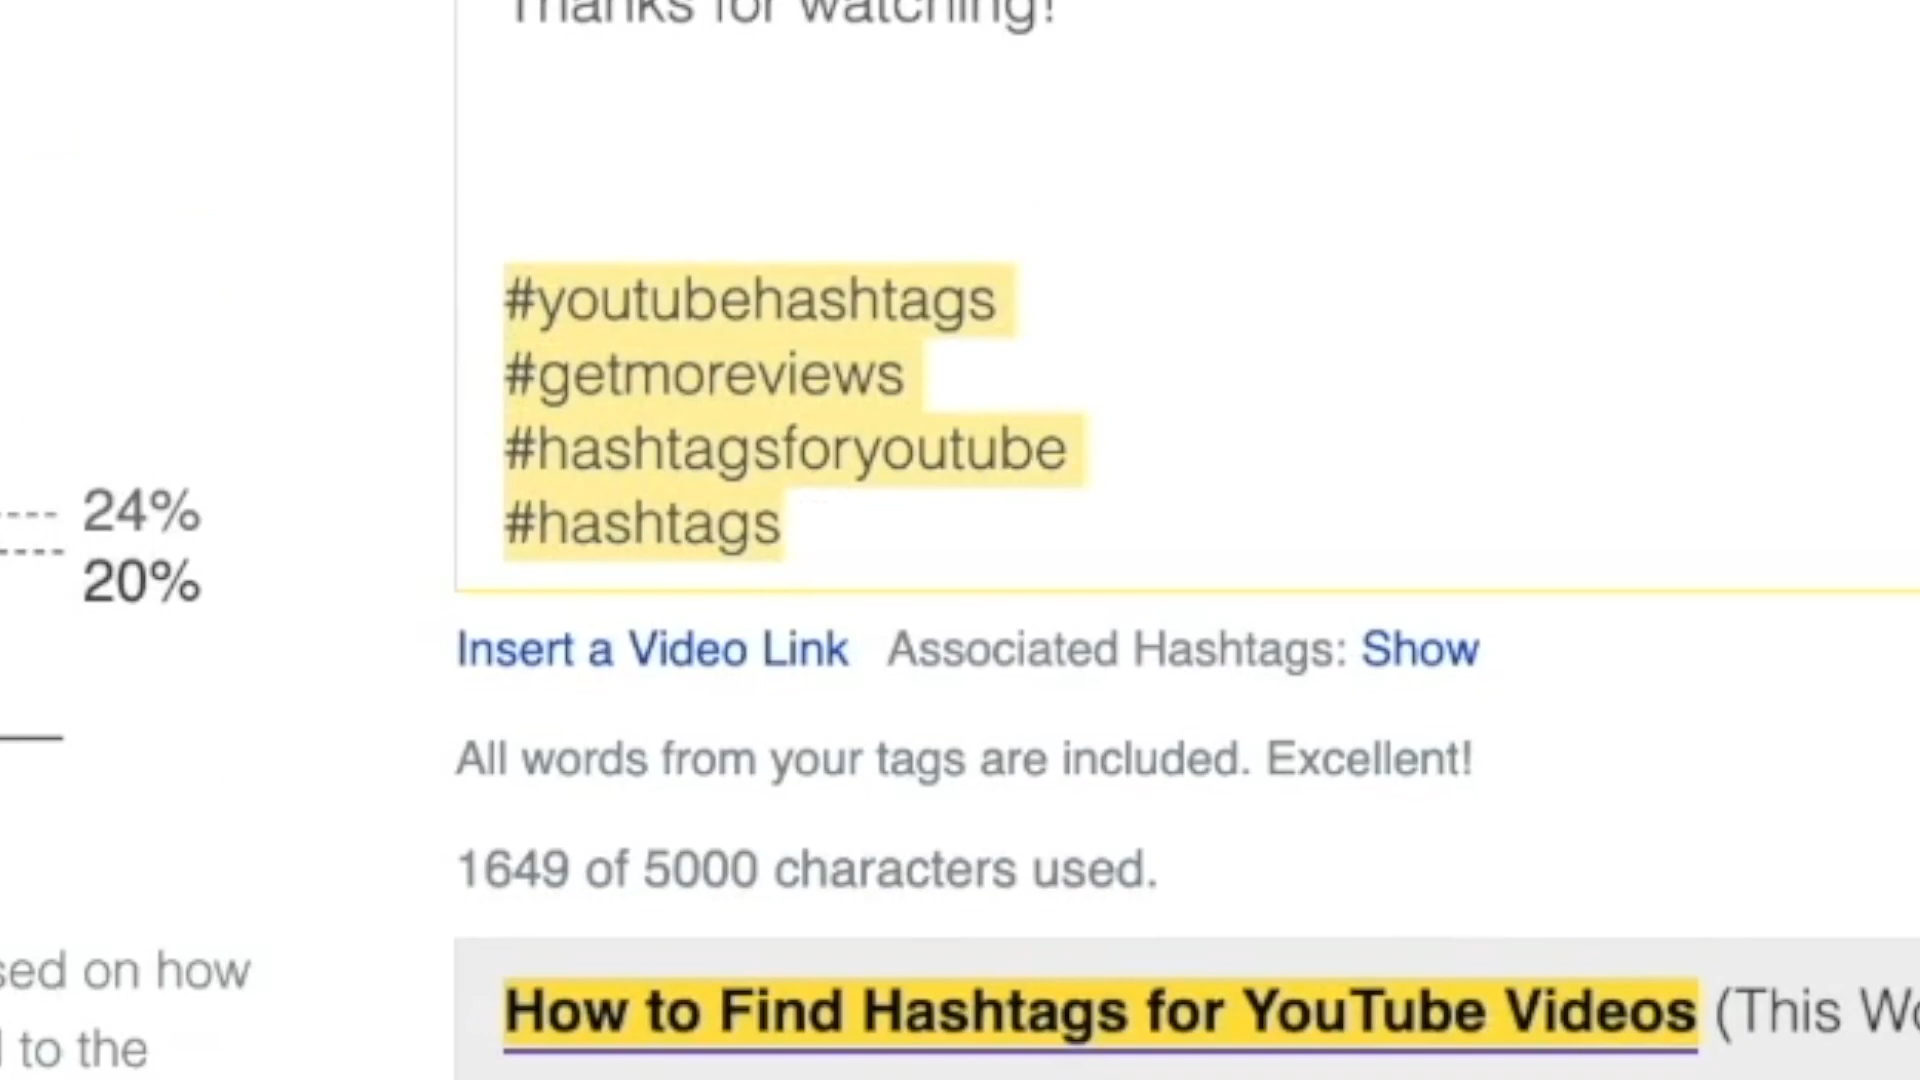 Thanks for watching!
#youtubehashtags
#getmoreviews
#hashtagsforyoutube
#hashtags
24%
20%
Insert a Video Link Associated Hashtags: Show
All words from your tags are included. Excellent!
1649 of 5000 characters used.
on how
to the
How to Find Hashtags for YouTube Videos (This